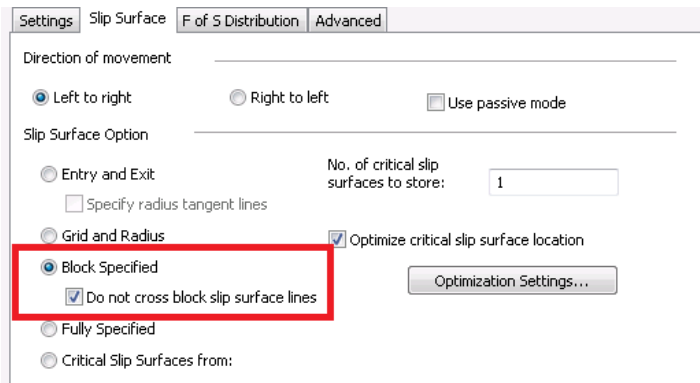 Settings Slip Surface F of S Distribution Advanced
Direction of movement
Left to right Right to left Use passive mode
Slip Surface Option
Entry and Exit
No. of critical slip
surfaces to store: 1
Specify radius tangent lines
Grid and Radius
Optimize critical slip surface location
Block Specified
Optimization Settings...
Do not cross block slip surface lines
Fully Specified
Critical Slip Surfaces from: